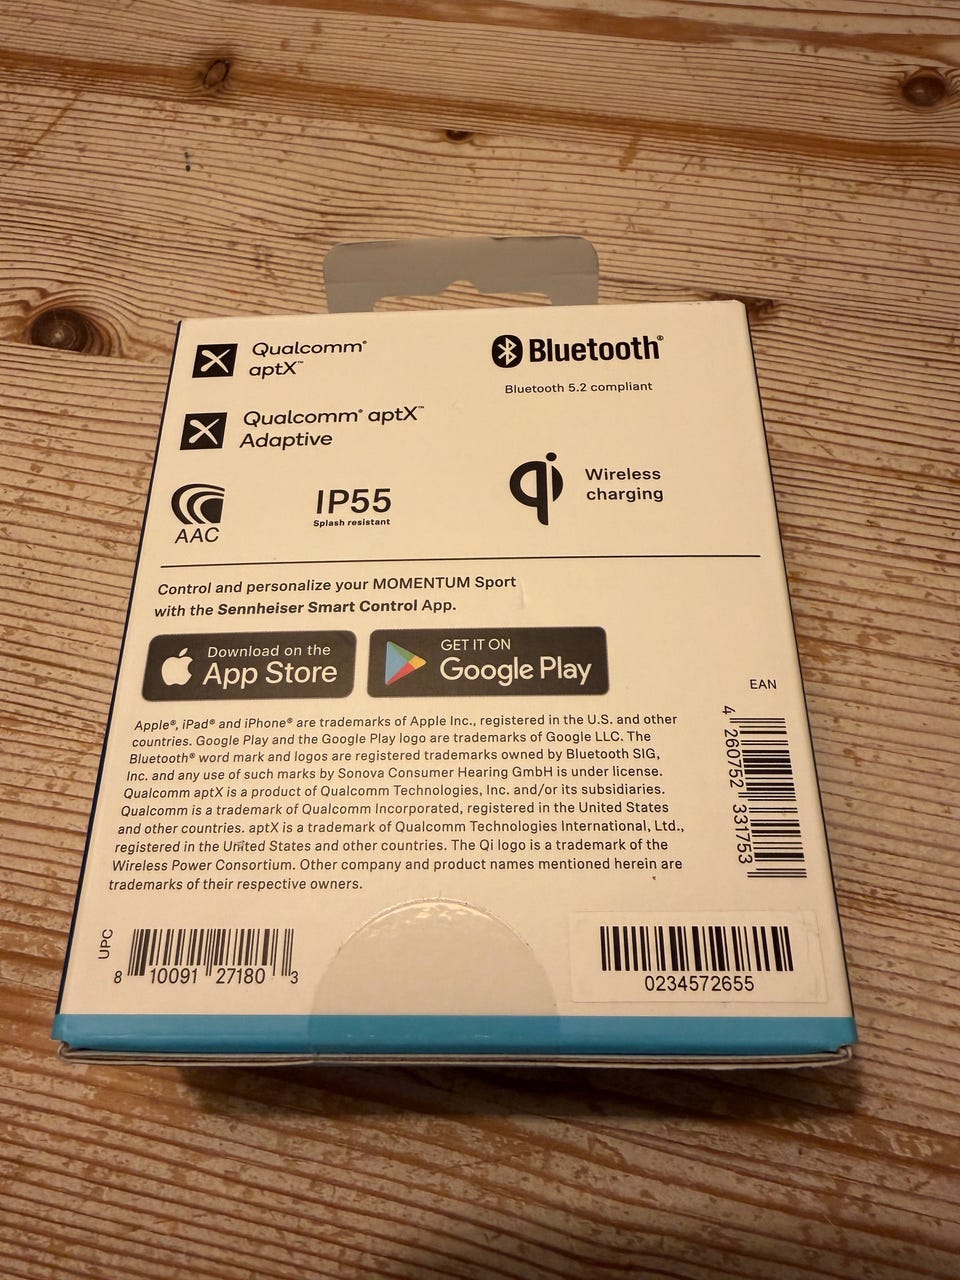 Qualcomm®
aptX™
Bluetooth®
Bluetooth 5.2 compliant
Qualcomm® aptX™
Adaptive
AAC
IP55
Splash resistant
qi
Wireless
charging
Control and personalize your MOMENTUM Sport
with the Sennheiser Smart Control App.
Download on the
App Store
GET IT ON
Google Play
Apple®, iPad® and iPhone® are trademarks of Apple Inc., registered in the U.S. and other
countries. Google Play and the Google Play logo are trademarks of Google LLC. The
Bluetooth® word mark and logos are registered trademarks owned by Bluetooth SIG,
Inc. and any use of such marks by Sonova Consumer Hearing GmbH is under license.
Qualcomm aptX is a product of Qualcomm Technologies, Inc. and/or its subsidiaries.
Qualcomm is a trademark of Qualcomm Incorporated, registered in the United States
and other countries. aptX is a trademark of Qualcomm Technologies International, Ltd.,
registered in the United States and other countries. The Qi logo is a trademark of the
Wireless Power Consortium. Other company and product names mentioned herein are
trademarks of their respective owners.
EAN
4 260752 331753
UPC
8 10091 27180 3
0234572655